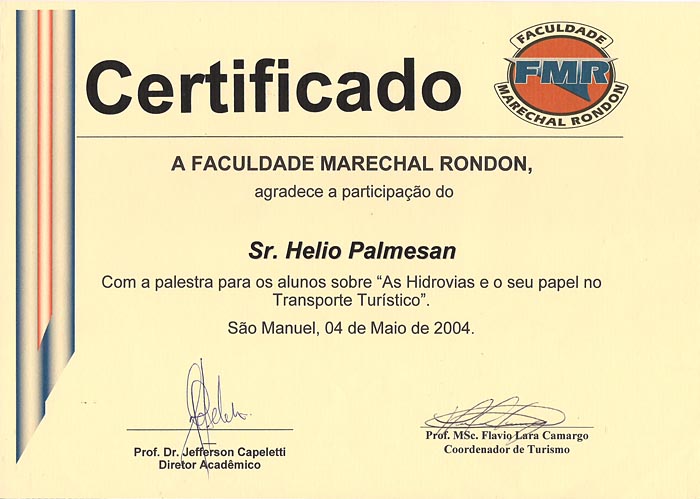 Certificado
FACULDADE
FMR
MARECHAL RONDON
A FACULDADE MARECHAL RONDON,
agradece a participação do
Sr. Helio Palmesan
Com a palestra para os alunos sobre “As Hidrovias e o seu papel no
Transporte Turístico”.
São Manuel, 04 de Maio de 2004.
Prof. Dr. Jefferson Capeletti
Diretor Acadêmico
Prof. MSc. Flavio Lara Camargo
Coordenador de Turismo